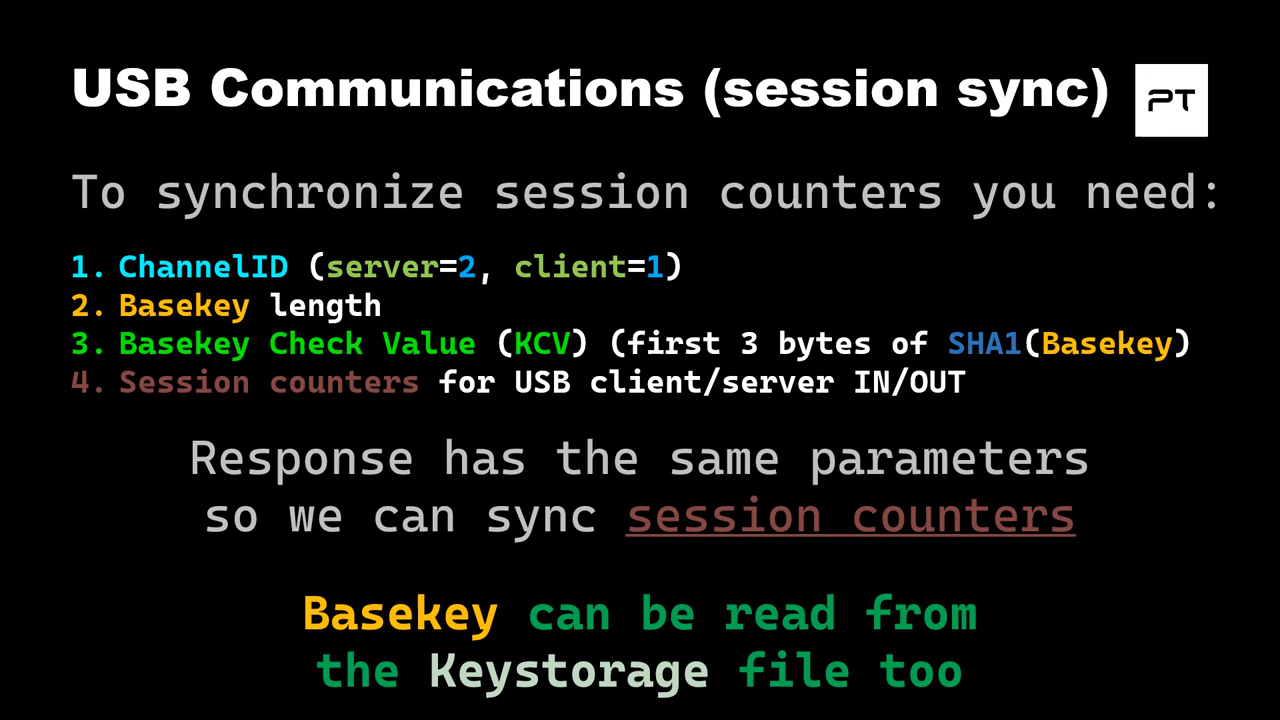 USB Communications (session sync)
PT
To synchronize session counters you need:
1. ChannelID (server=2, client=1)
2. Basekey length
3. Basekey Check Value (KCV) (first 3 bytes of SHA1(Basekey)
4. Session counters for USB client/server IN/OUT
Response has the same parameters
so we can sync session counters
Basekey can be read from
the Keystorage file too